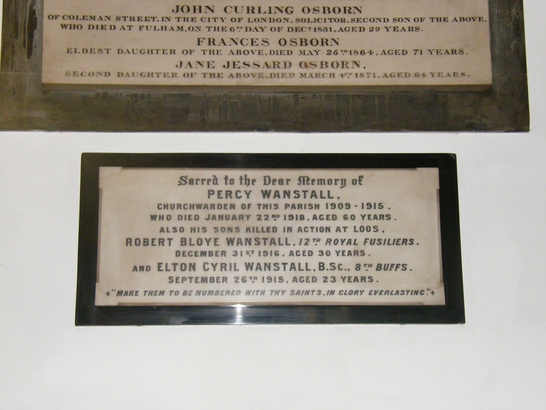 JOHN CURLING OSBORN
OF COLEMAN STREET, IN THE CITY OF LONDON, SOLICITOR, SECOND SON OF THE ABOVE,
WHO DIED AT FULHAM, ON THE 6TH DAY OF DECR 1831, AGED 29 YEARS.
FRANCES OSBORN
ELDEST DAUGHTER OF THE ABOVE, DIED MAY 25TH 1864, AGED 71 YEARS.
JANE JESSARD OSBORN,
SECOND DAUGHTER OF THE ABOVE, DIED MARCH 4TH 1871, AGED 64 YEARS.
Sacred to the Dear Memory of
PERCY WANSTALL,
CHURCHWARDEN OF THIS PARISH 1909-1915.
WHO DIED JANUARY 22ND 1918, AGED 60 YEARS.
ALSO HIS SONS KILLED IN ACTION AT LOOS,
ROBERT BLOYE WANSTALL, 12TH ROYAL FUSILIERS.
DECEMBER 31ST 1916, AGED 30 YEARS.
AND ELTON CYRIL WANSTALL, B.SC., 8TH BUFFS.
SEPTEMBER 26TH 1915, AGED 23 YEARS.
+"MAKE THEM TO BE NUMBERED WITH THY SAINTS, IN GLORY EVERLASTING."+